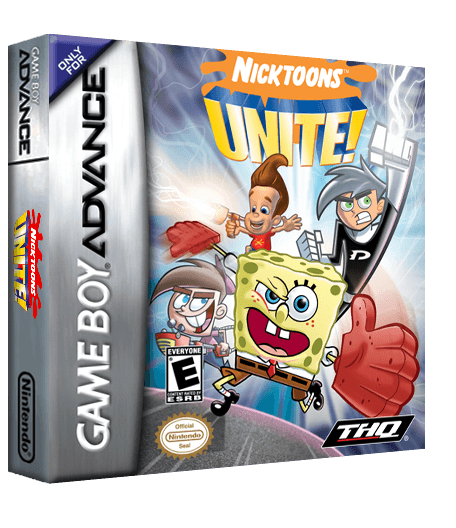 GAME BOY
ADVANCE
NICKTOONS
UNITE!
Nintendo
ONLY
FOR
GAME BOY ADVANCE
NICKTOONS™
UNITE!
D
EVERYONE
E
CONTENT RATED BY
ESRB
Official
Nintendo
Seal
THQ®